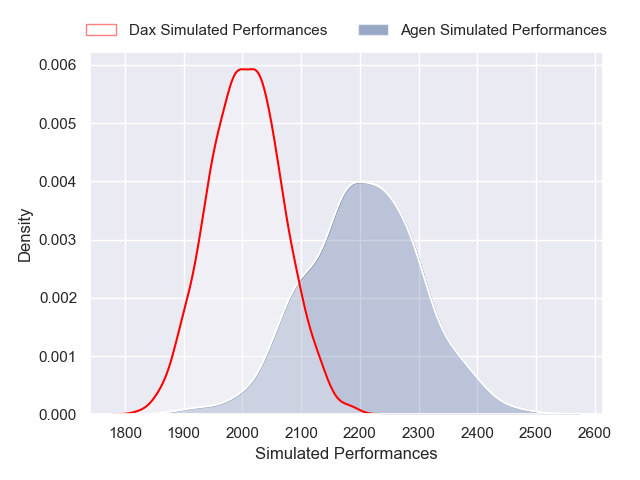 Dax Simulated Performances Agen Simulated Performances
0.006
0.005
0.004
0.003
0.002
0.001
0.000
Density
1800 1900 2000 2100 2200 2300 2400 2500 2600
Simulated Performances